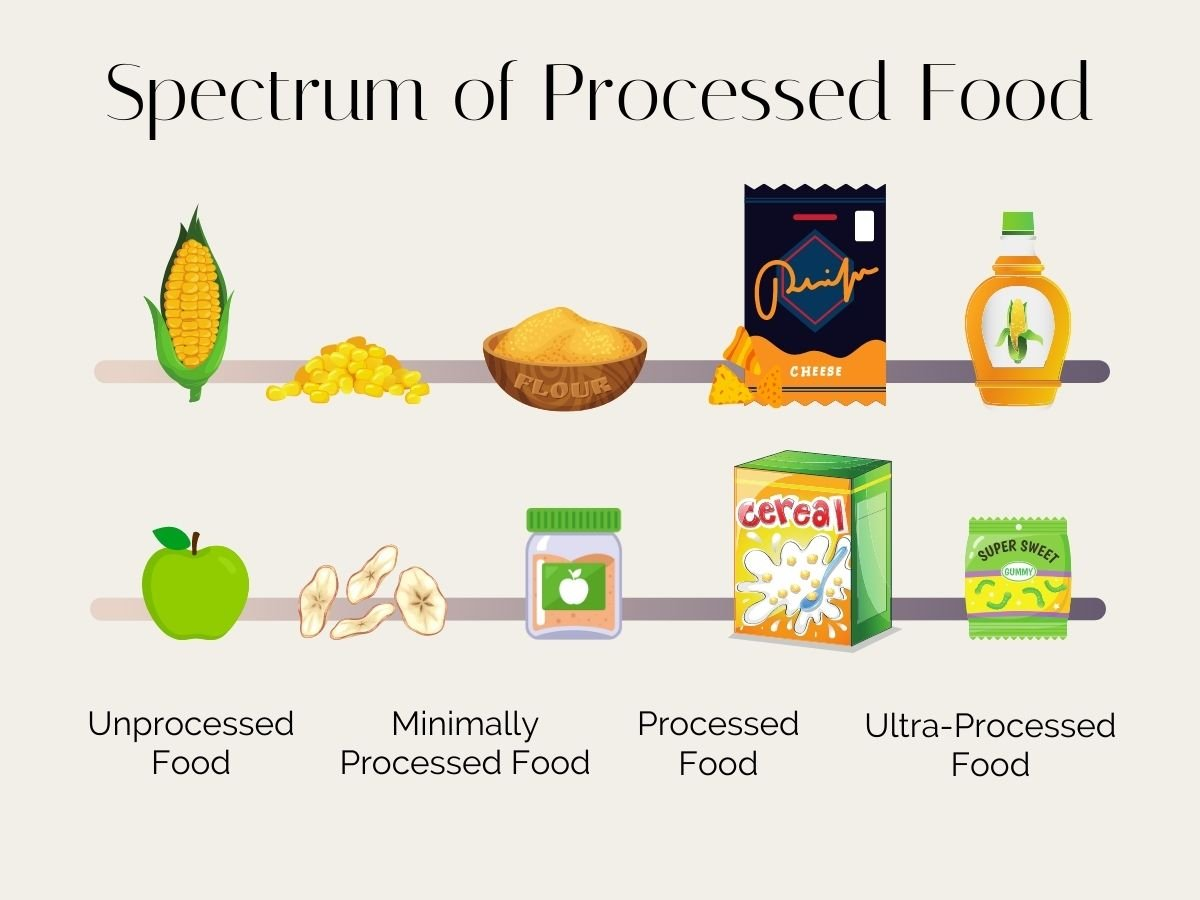 Spectrum of Processed Food
FLOUR
CHEESE
cereal
SUPER SWEET
GUMMY
Unprocessed
Food
Minimally
Processed Food
Processed
Food
Ultra-Processed
Food